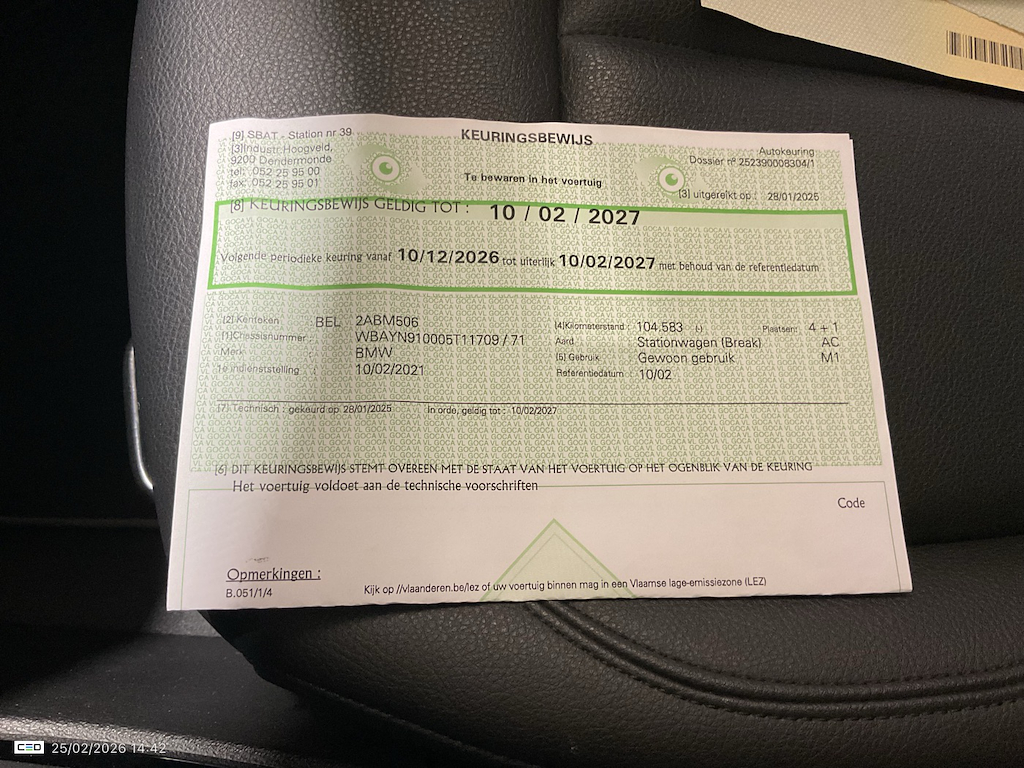 [9] SBAT - Station nr 39
[3]Industr. Hoogveld,
9200 Dendermonde
tel: 052 25 95 00
fax: 052 25 95 01
KEURINGSBEWIJS
Te bewaren in het voertuig
Autokeuring
Dossier nº 252390008304/1
[3] uitgereikt op : 28/01/2025
[8] KEURINGSBEWIJS GELDIG TOT : 10 / 02 / 2027
Volgende periodieke keuring vanaf 10/12/2026 tot uiterlijk 10/02/2027 met behoud van de referentiedatum
[2] Kenteken BEL 2ABM506
[1]Chassisnummer : WBAYN910005T11709 / 71
Merk : BMW
1e indienststelling : 10/02/2021
[4]Kilometerstand : 104.583 (-) Plaatsen: 4 + 1
Aard : Stationwagen (Break) AC
[5] Gebruik : Gewoon gebruik M1
Referentiedatum : 10/02
[7] Technisch : gekeurd op 28/01/2025 In orde, geldig tot : 10/02/2027
[6] DIT KEURINGSBEWIJS STEMT OVEREEN MET DE STAAT VAN HET VOERTUIG OP HET OGENBLIK VAN DE KEURING
Het voertuig voldoet aan de technische voorschriften
Code
Opmerkingen :
B.051/1/4
Kijk op //vlaanderen.be/lez of uw voertuig binnen mag in een Vlaamse lage-emissiezone (LEZ)
CEO 25/02/2026 14:42